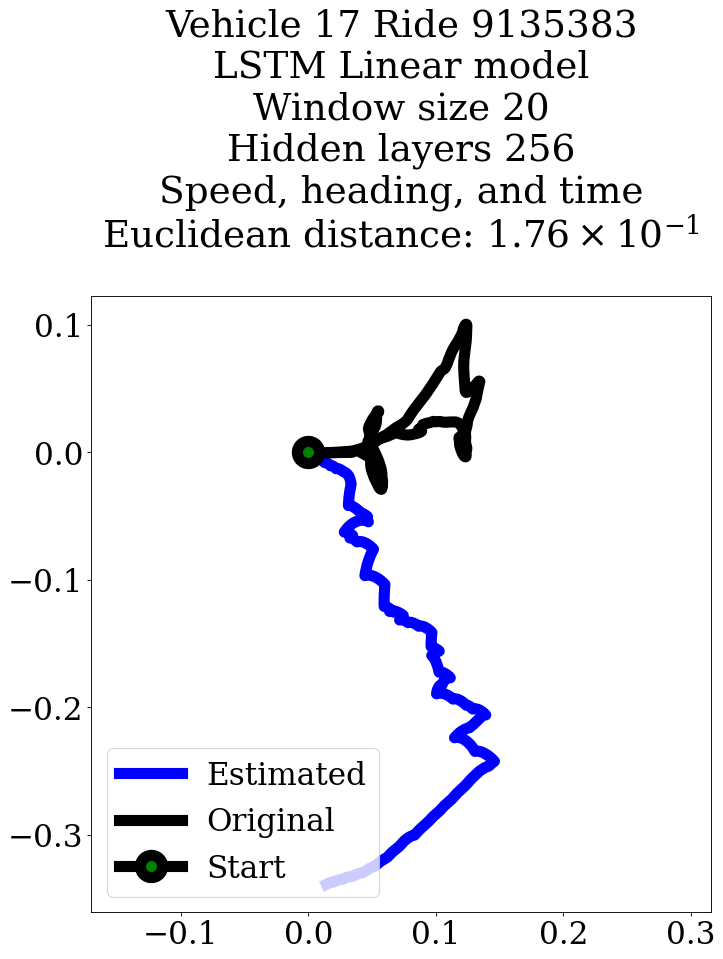 Vehicle 17 Ride 9135383
LSTM Linear model
Window size 20
Hidden layers 256
Speed, heading, and time
Euclidean distance: 1.76 × 10⁻¹
0.1
0.0
−0.1
−0.2
−0.3
Estimated
Original
Start
−0.1 0.0 0.1 0.2 0.3